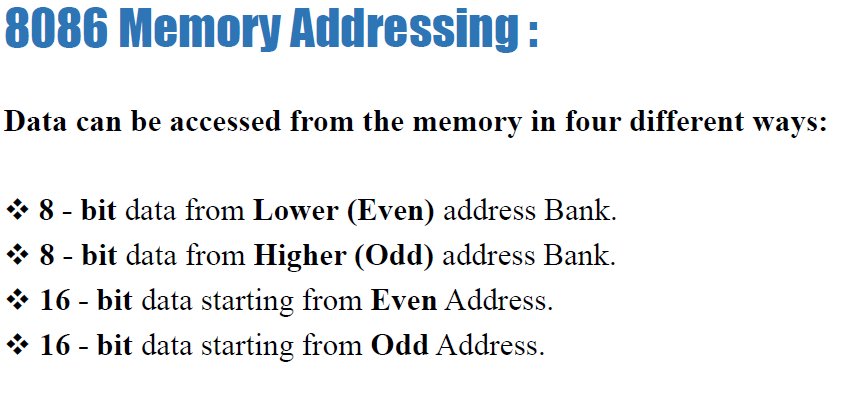 8086 Memory Addressing :
Data can be accessed from the memory in four different ways:
❖ 8 - bit data from Lower (Even) address Bank.
❖ 8 - bit data from Higher (Odd) address Bank.
❖ 16 - bit data starting from Even Address.
❖ 16 - bit data starting from Odd Address.